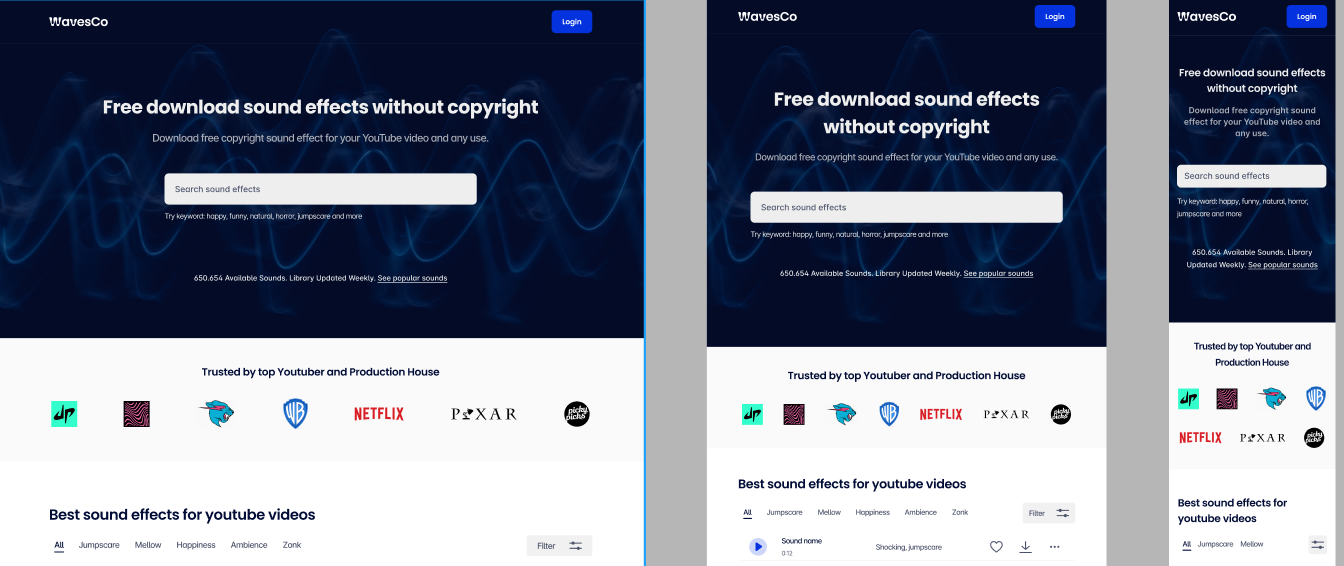 WavesCo
Login
Free download sound effects without copyright
Download free copyright sound effect for your YouTube video and any use.
Search sound effects
Try keyword: happy, funny, natural, horror, jumpscare and more
650.654 Available Sounds. Library Updated Weekly. See popular sounds
Trusted by top Youtuber and Production House
dp
WB
NETFLIX
PIXAR
picky picks
Best sound effects for youtube videos
All Jumpscare Mellow Happiness Ambience Zonk
Filter
WavesCo
Login
Free download sound effects
without copyright
Download free copyright sound effect for your YouTube video and any use.
Search sound effects
Try keyword: happy, funny, natural, horror, jumpscare and more
650.654 Available Sounds. Library Updated Weekly. See popular sounds
Trusted by top Youtuber and Production House
dp
WB
NETFLIX
PIXAR
picky picks
Best sound effects for youtube videos
All Jumpscare Mellow Happiness Ambience Zonk
Filter
Sound name
0:12
Shocking, jumpscare
WavesCo
Login
Free download sound effects
without copyright
Download free copyright sound
effect for your YouTube video and
any use.
Search sound effects
Try keyword: happy, funny, natural, horror,
jumpscare and more
650.654 Available Sounds. Library
Updated Weekly. See popular sounds
Trusted by top Youtuber and
Production House
dp
WB
NETFLIX
PIXAR
picky picks
Best sound effects for
youtube videos
All Jumpscare Mellow